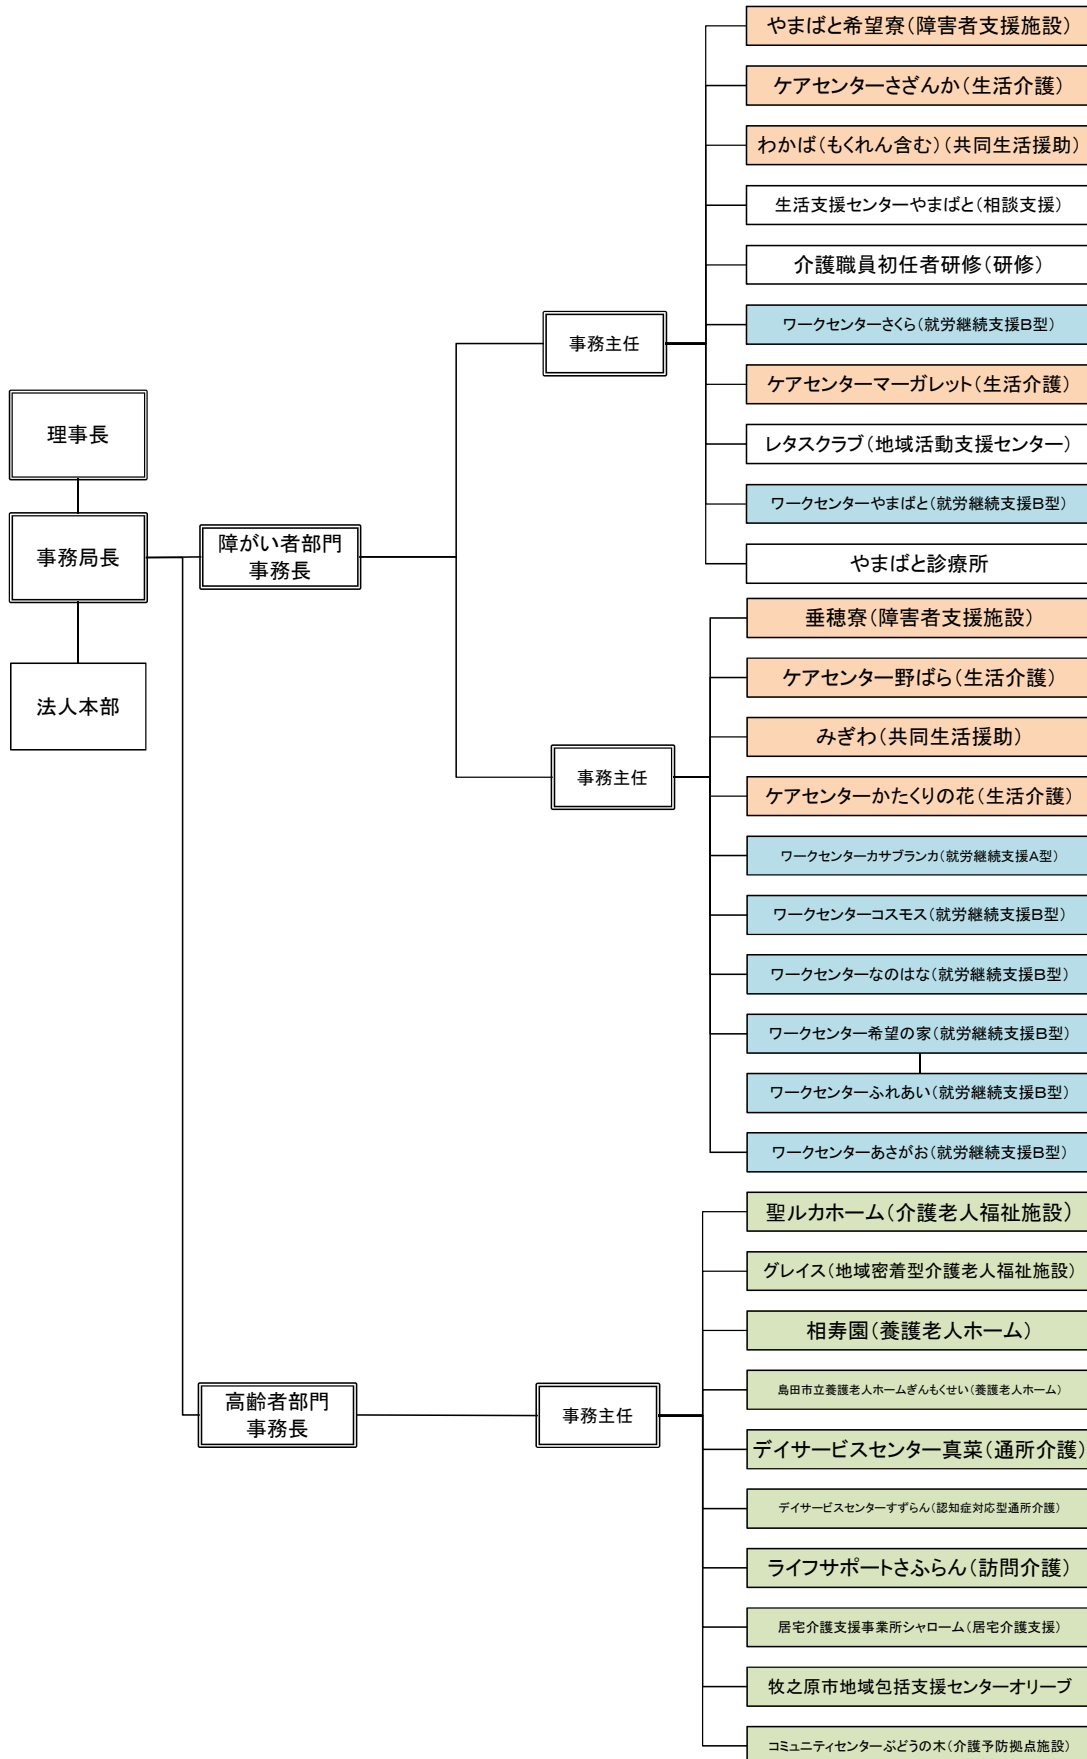 理事長
事務局長
法人本部
障がい者部門
事務長
事務主任
やまばと希望寮(障害者支援施設)
ケアセンターさざんか(生活介護)
わかば(もくれん含む)(共同生活援助)
生活支援センターやまばと(相談支援)
介護職員初任者研修(研修)
ワークセンターさくら(就労継続支援B型)
ケアセンターマーガレット(生活介護)
レタスクラブ(地域活動支援センター)
ワークセンターやまばと(就労継続支援B型)
やまばと診療所
事務主任
垂穂寮(障害者支援施設)
ケアセンター野ばら(生活介護)
みぎわ(共同生活援助)
ケアセンターかたくりの花(生活介護)
ワークセンターカサブランカ(就労継続支援A型)
ワークセンターコスモス(就労継続支援B型)
ワークセンターなのはな(就労継続支援B型)
ワークセンター希望の家(就労継続支援B型)
ワークセンターふれあい(就労継続支援B型)
ワークセンターあさがお(就労継続支援B型)
高齢者部門
事務長
事務主任
聖ルカホーム(介護老人福祉施設)
グレイス(地域密着型介護老人福祉施設)
相寿園(養護老人ホーム)
島田市立養護老人ホームぎんもくせい(養護老人ホーム)
デイサービスセンター真菜(通所介護)
デイサービスセンターすずらん(認知症対応型通所介護)
ライフサポートさふらん(訪問介護)
居宅介護支援事業所シャローム(居宅介護支援)
牧之原市地域包括支援センターオリーブ
コミュニティセンターぶどうの木(介護予防拠点施設)